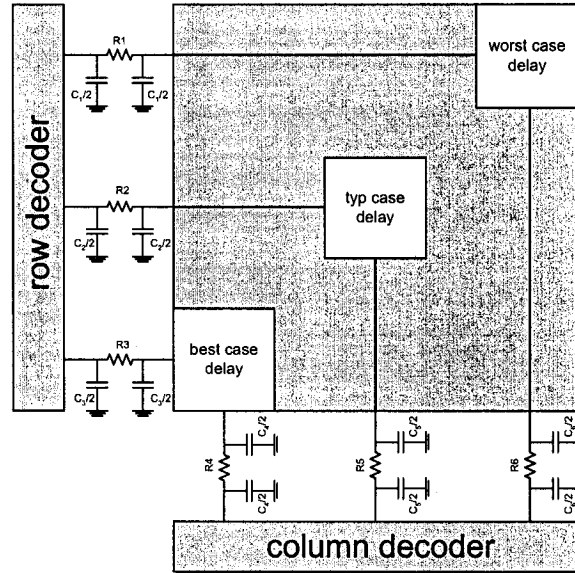 R1
C₁/2
C₁/2
worst case
delay
row decoder
R2
C₂/2
C₂/2
typ case
delay
R3
C₃/2
C₃/2
best case
delay
R4
C₄/2
C₄/2
R5
C₅/2
C₅/2
R6
C₆/2
C₆/2
column decoder